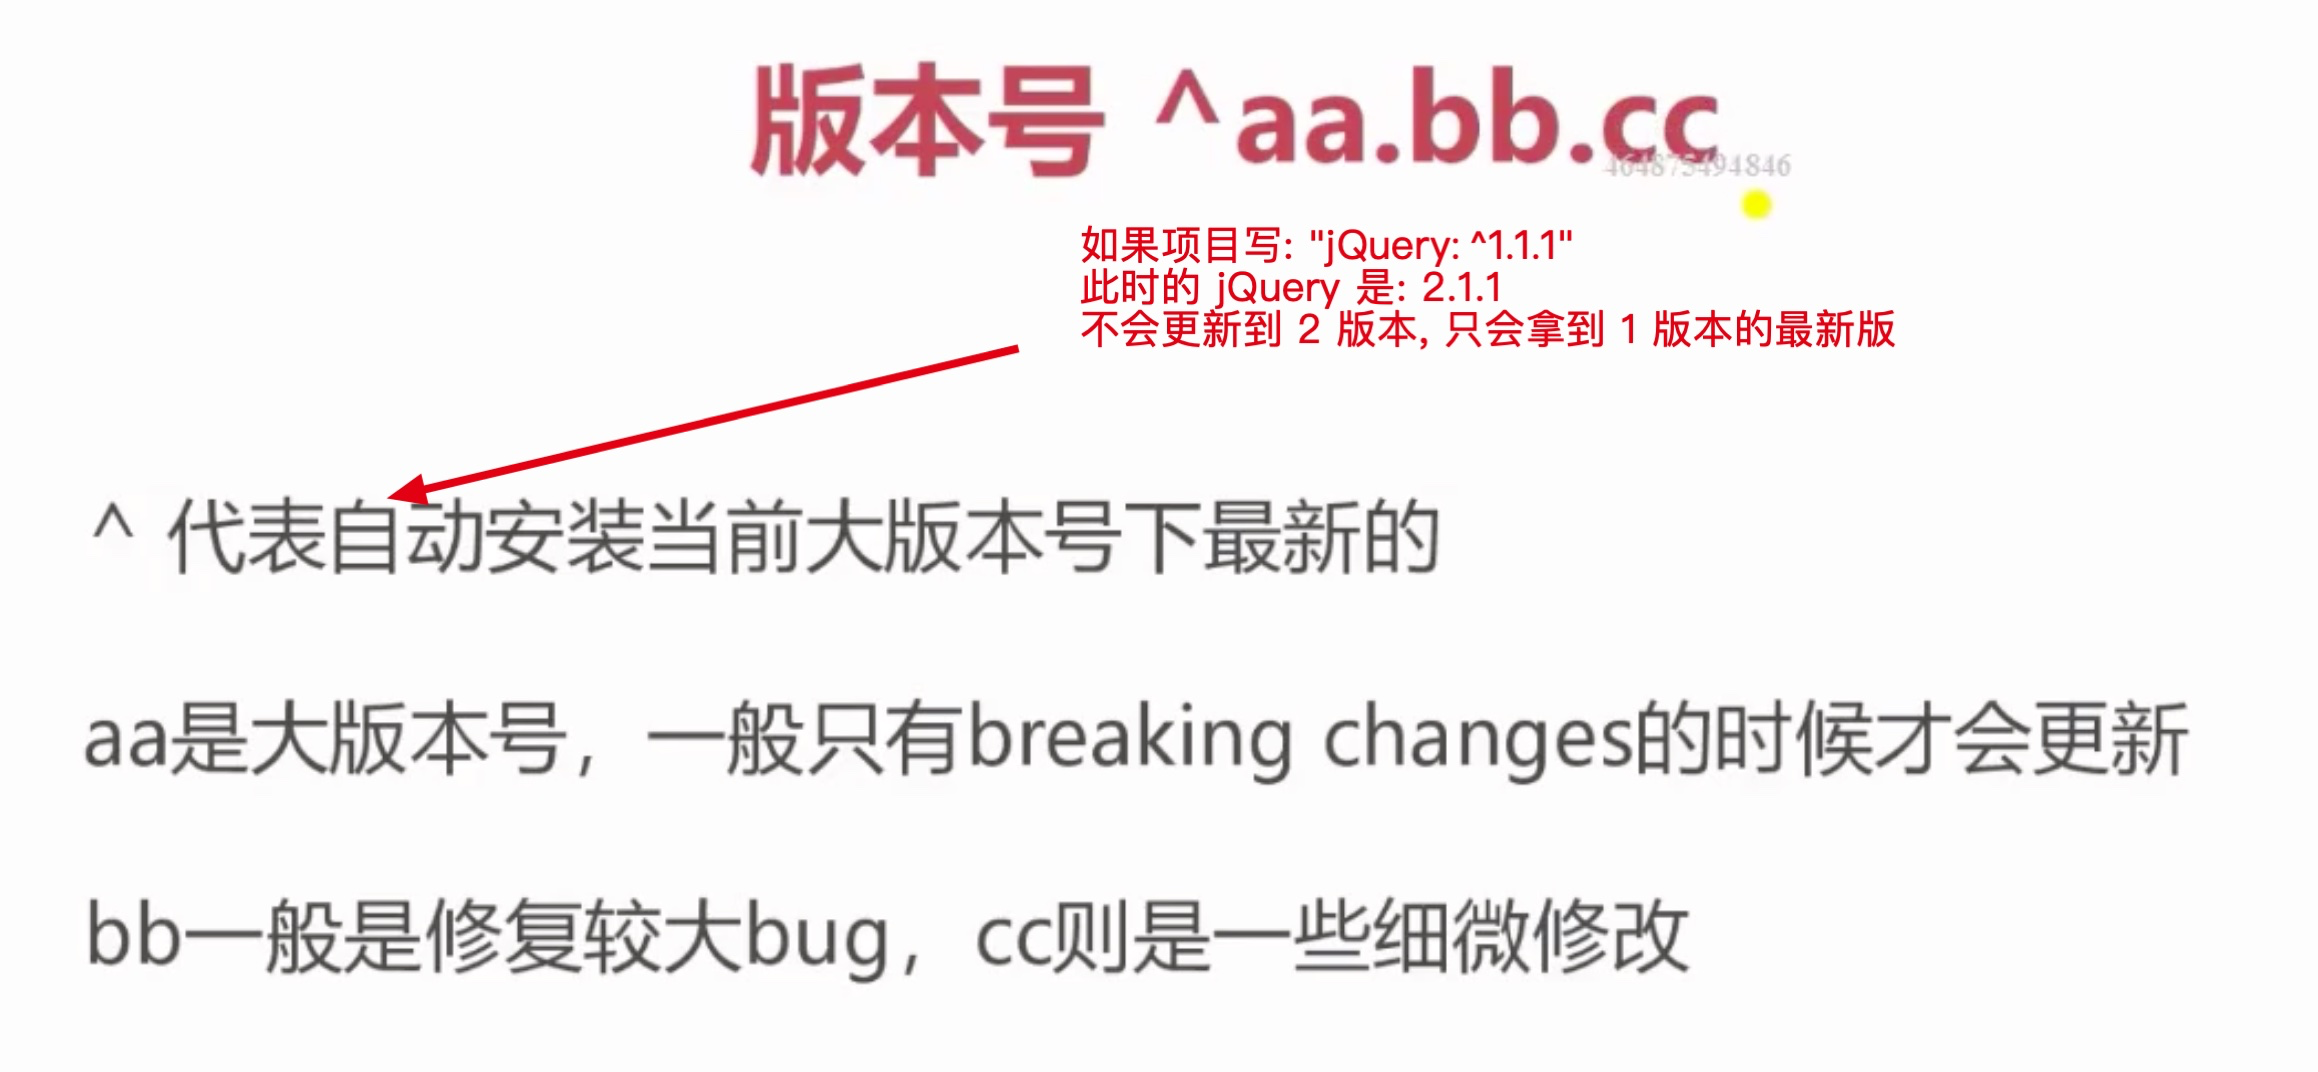 版本号 ^aa.bb.cc
464875494846
如果项目写: "jQuery: ^1.1.1"
此时的 jQuery 是: 2.1.1
不会更新到 2 版本, 只会拿到 1 版本的最新版
^ 代表自动安装当前大版本号下最新的
aa是大版本号，一般只有breaking changes的时候才会更新
bb一般是修复较大bug，cc则是一些细微修改